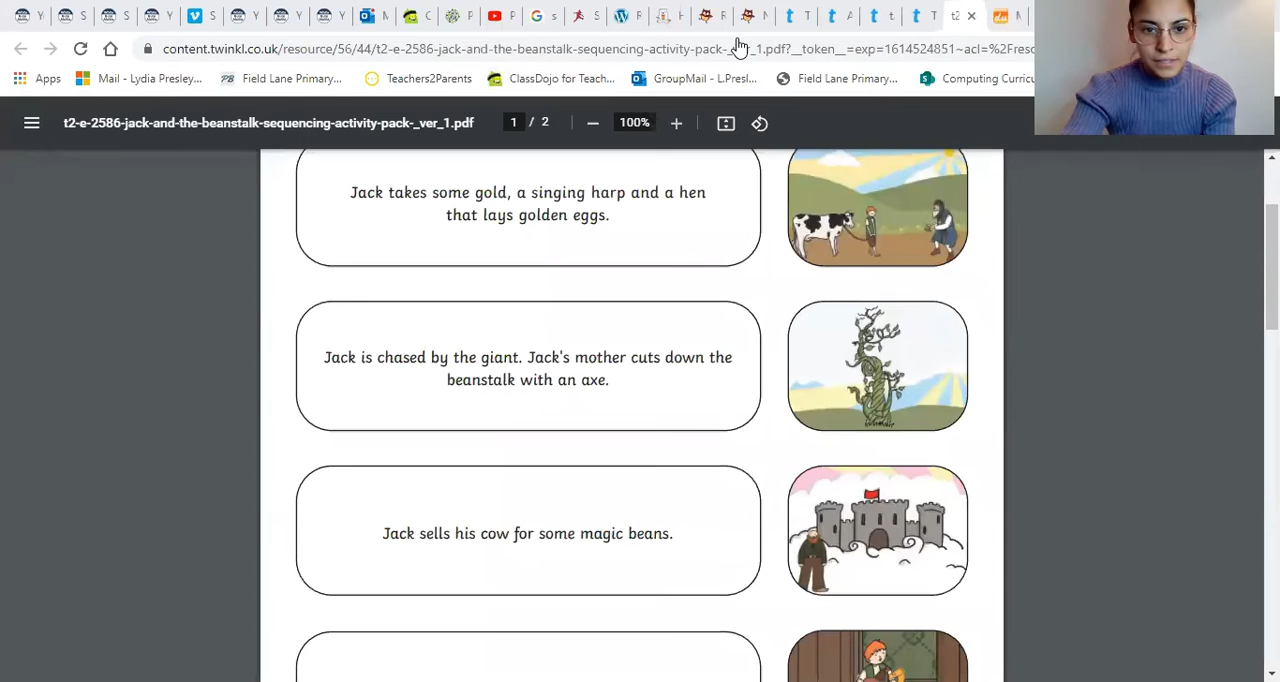 Y S S S Y V S Y Y Y M C P P G s S R H R N T A t T t2 M
content.twinkl.co.uk/resource/56/44/t2-e-2586-jack-and-the-beanstalk-sequencing-activity-pack-_ver_1.pdf?__token__=exp=1614524851~acl=%2Freso
Apps Mail - Lydia Presley... Field Lane Primary... Teachers2Parents ClassDojo for Teach... GroupMail - i.Presl... Field Lane Primary... Computing Curricu
t2-e-2586-jack-and-the-beanstalk-sequencing-activity-pack-_ver_1.pdf 1 / 2 100%
Jack takes some gold, a singing harp and a hen
that lays golden eggs.
Jack is chased by the giant. Jack's mother cuts down the
beanstalk with an axe.
Jack sells his cow for some magic beans.